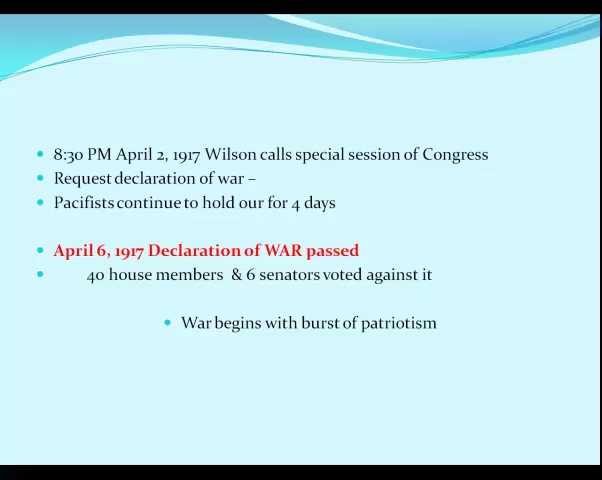 • 8:30 PM April 2, 1917 Wilson calls special session of Congress
• Request declaration of war –
• Pacifists continue to hold our for 4 days
• April 6, 1917 Declaration of WAR passed
• 40 house members & 6 senators voted against it
• War begins with burst of patriotism